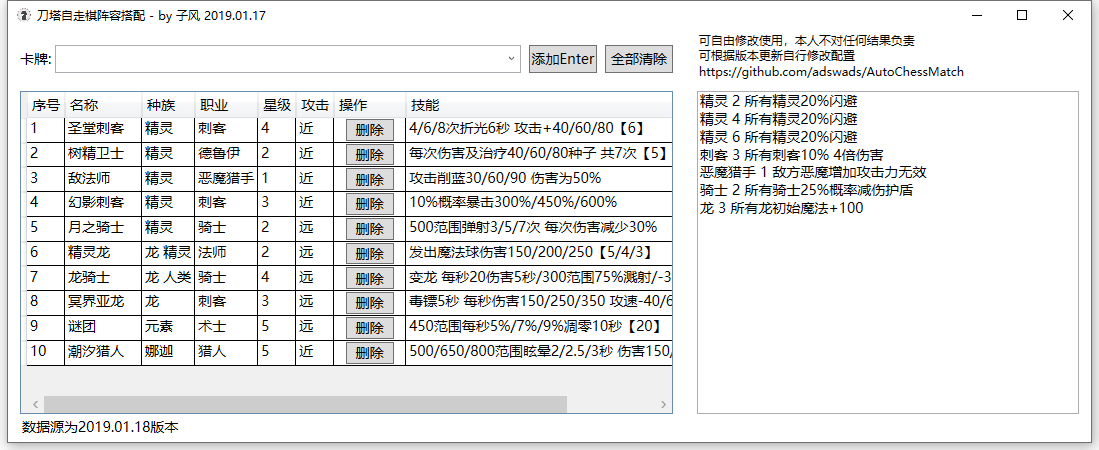 刀塔自走棋阵容搭配 - by 子风 2019.01.17
卡牌: 添加Enter 全部清除
可自由修改使用，本人不对任何结果负责
可根据版本更新自行修改配置
https://github.com/adswads/AutoChessMatch
序号 名称 种族 职业 星级 攻击 操作 技能
1 圣堂刺客 精灵 刺客 4 近 删除 4/6/8次折光6秒 攻击+40/60/80【6】
2 树精卫士 精灵 德鲁伊 2 近 删除 每次伤害及治疗40/60/80种子 共7次【5】
3 敌法师 精灵 恶魔猎手 1 近 删除 攻击削蓝30/60/90 伤害为50%
4 幻影刺客 精灵 刺客 3 近 删除 10%概率暴击300%/450%/600%
5 月之骑士 精灵 骑士 2 远 删除 500范围弹射3/5/7次 每次伤害减少30%
6 精灵龙 龙 精灵 法师 2 远 删除 发出魔法球伤害150/200/250【5/4/3】
7 龙骑士 龙 人类 骑士 4 远 删除 变龙 每秒20伤害5秒/300范围75%溅射/-3
8 冥界亚龙 龙 刺客 3 远 删除 毒镖5秒 每秒伤害150/250/350 攻速-40/6
9 谜团 元素 术士 5 远 删除 450范围每秒5%/7%/9%凋零10秒【20】
10 潮汐猎人 娜迦 猎人 5 近 删除 500/650/800范围眩晕2/2.5/3秒 伤害150/
精灵 2 所有精灵20%闪避
精灵 4 所有精灵20%闪避
精灵 6 所有精灵20%闪避
刺客 3 所有刺客10% 4倍伤害
恶魔猎手 1 敌方恶魔增加攻击力无效
骑士 2 所有骑士25%概率减伤护盾
龙 3 所有龙初始魔法+100
数据源为2019.01.18版本